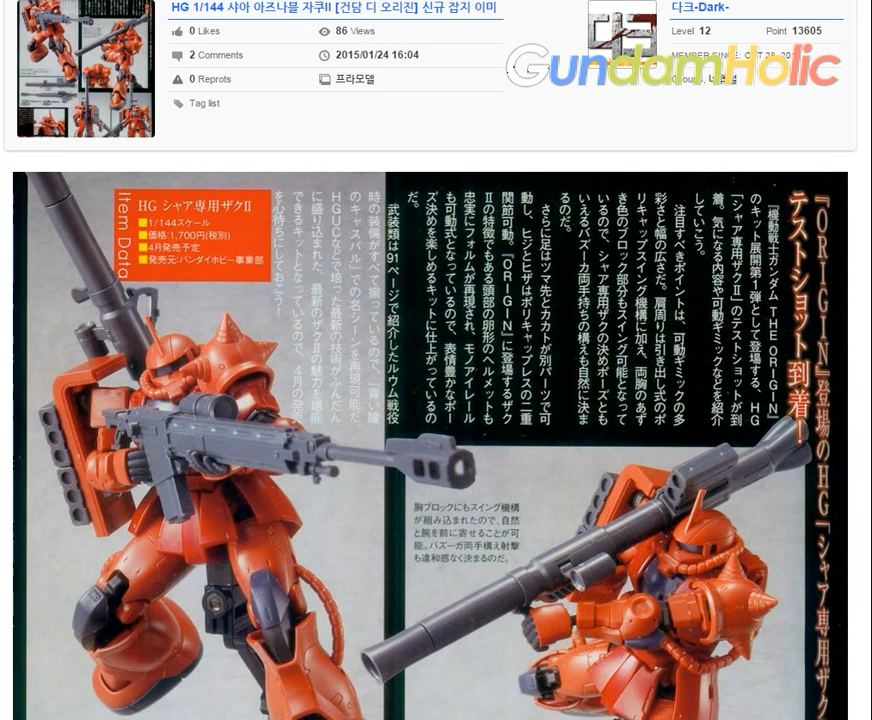 HG 1/144 샤아 아즈나블 자쿠II [건담 디 오리진] 신규 잡지 이미
0 Likes
86 Views
2 Comments
2015/01/24 16:04
0 Reprots
프라모델
Tag list
다크-Dark-
Level 12
Point 13605
MEMBER SINCE: OCT 28, 20
GundamHolic
『ORIGIN』登場のHG「シャア専用ザク
テストショット到着！
『機動戦士ガンダム THE ORIGIN』
のキット展開第1弾として登場する、HG
「シャア専用ザクⅡ」のテストショットが到
着。気になる内容や可動ギミックなどを紹介
していこう。
注目すべきポイントは、可動ギミックの多
彩さと幅の広さだ。肩周りは引き出し式のポ
リキャップスイング機構に加え、両胸のあず
き色のブロック部分もスイング可能となって
いるので、シャア専用ザクの決めポーズとも
いえるバズーカ両手持ちの構えも自然に決ま
るのだ。
さらに足はツマ先とカカトが別パーツで可
動し、ヒジとヒザはポリキャップレスの二重
関節可動。『ORIGIN』に登場するザク
Ⅱの特徴でもある頭部の卵形のヘルメットも
忠実にフォルムが再現され、モノアイレール
も可動式となっているので、表情豊かなポー
ズ決めを楽しめるキットに仕上がっているの
だ。
武装類は91ページで紹介したルウム戦役
時の装備がすべて揃っているので、『青い瞳
のキャスバル』での名シーンを再現可能だ。
HGUCなどで培った最新の技術がふんだん
に盛り込まれた、最新のザクⅡの魅力を堪能
できるキットとなっているので、4月の発売
を心待ちにしておこう！
Item Data
HG シャア専用ザクⅡ
■1/144スケール
■価格:1,700円(税別)
■4月発売予定
■発売元:バンダイホビー事業部
胸ブロックにもスイング機構
が組み込まれたので、自然
と腕を前に寄せることが可
能。バズーガ両手構え射撃
も違和感なく決まるのだ。